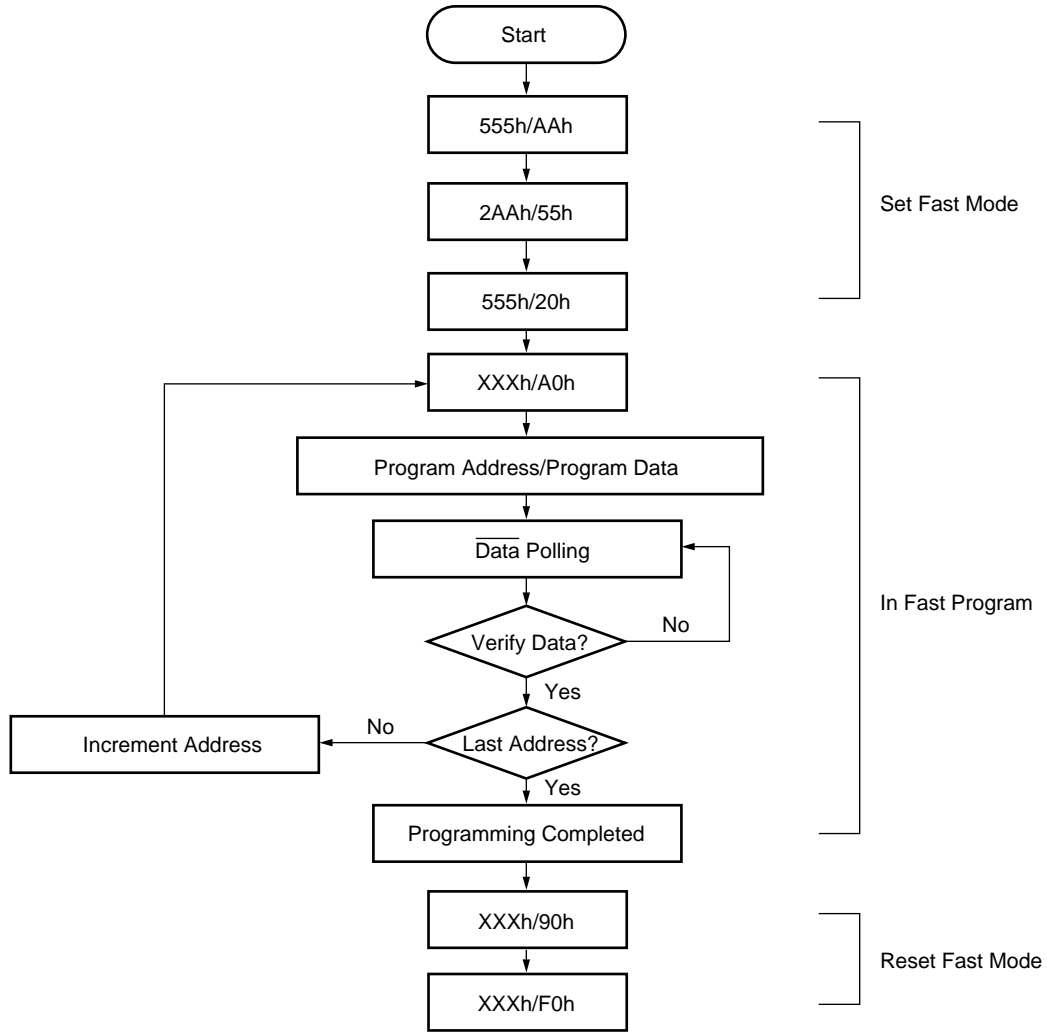 Start
555h/AAh
2AAh/55h
Set Fast Mode
555h/20h
XXXh/A0h
Program Address/Program Data
Data Polling
In Fast Program
Verify Data?
No
Yes
Increment Address
No
Last Address?
Yes
Programming Completed
XXXh/90h
Reset Fast Mode
XXXh/F0h